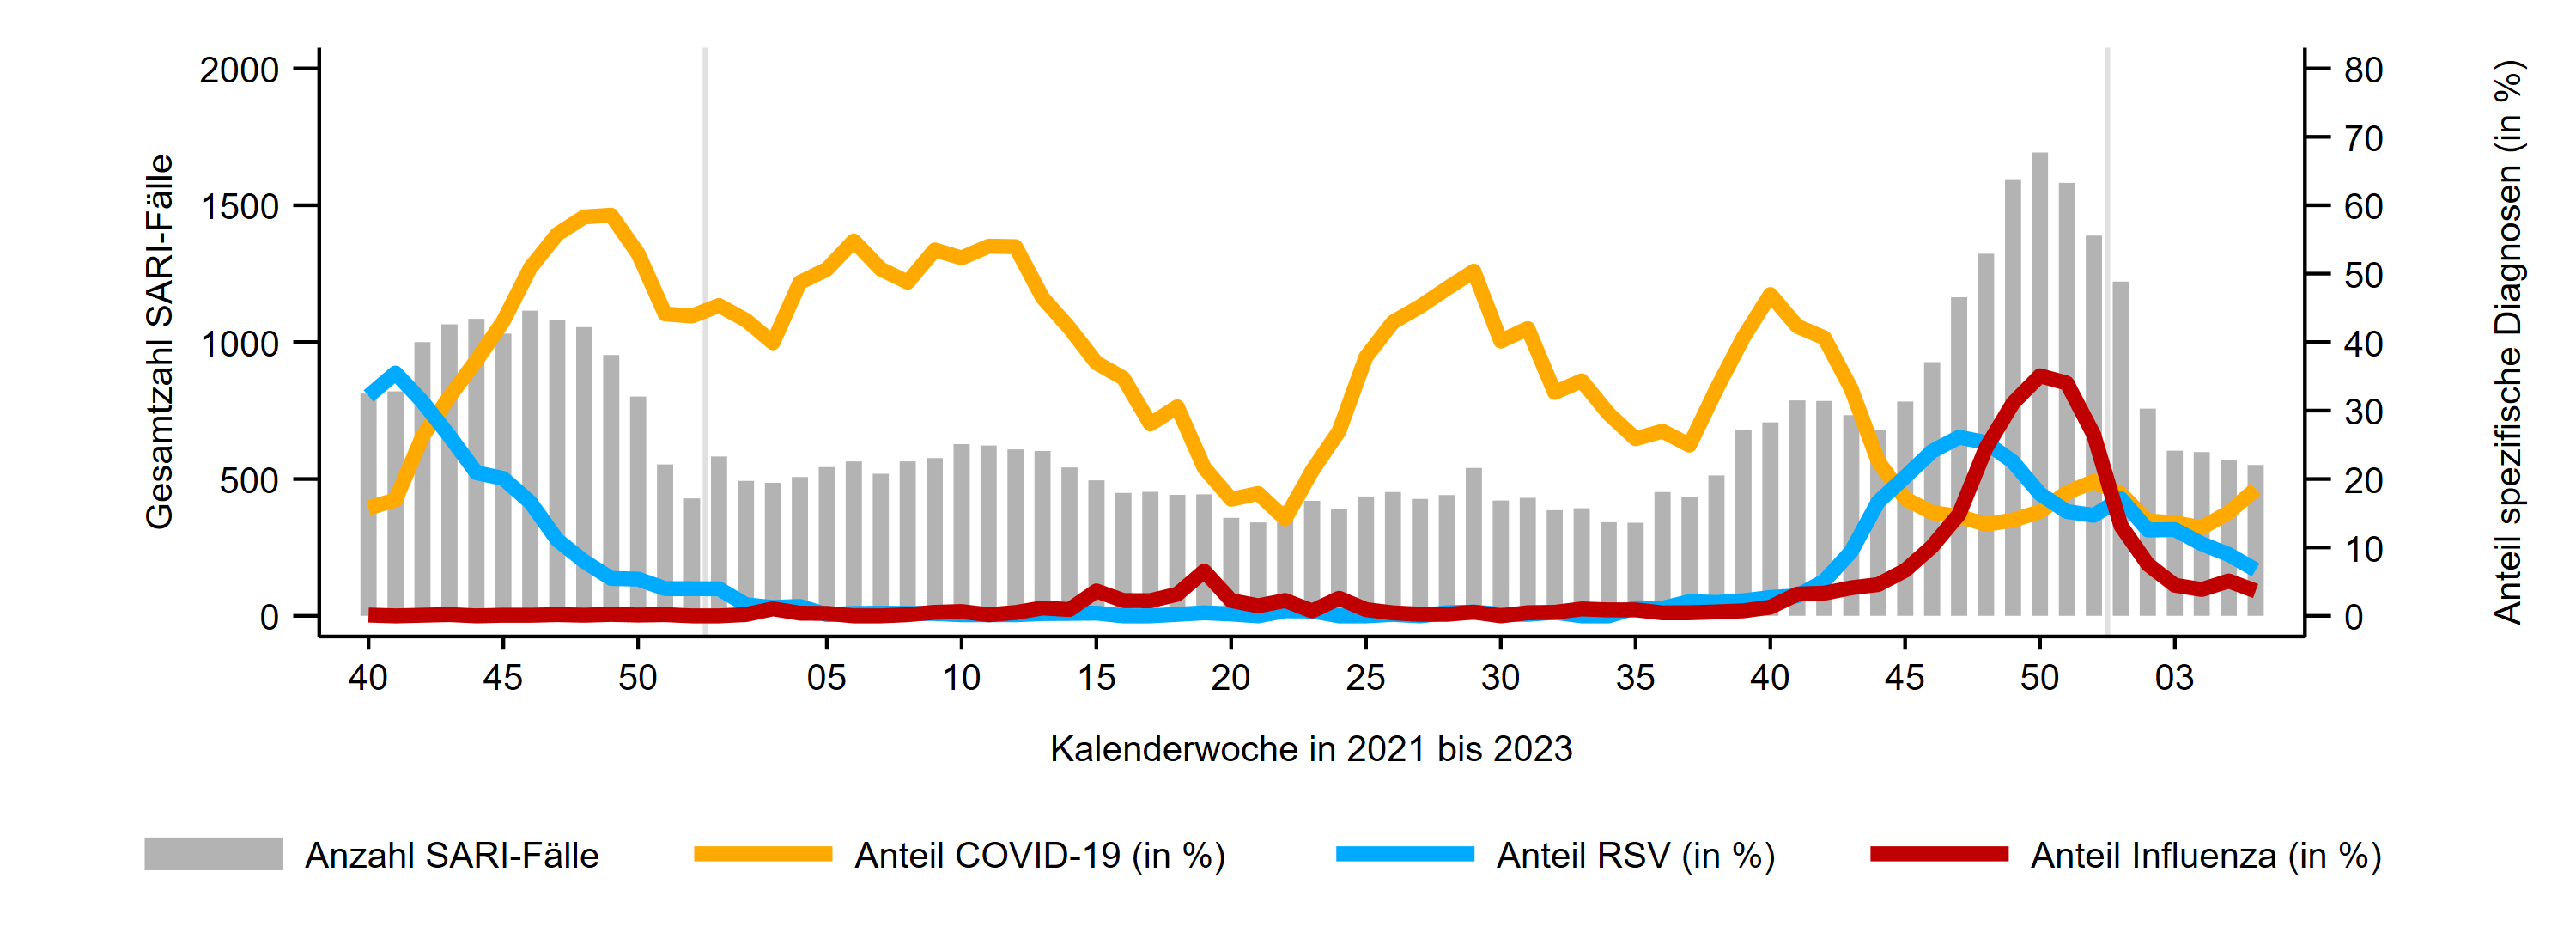 Gesamtzahl SARI-Fälle
2000
1500
1000
500
0
80
70
60
50
40
30
20
10
0
Anteil spezifische Diagnosen (in %)
40 45 50 05 10 15 20 25 30 35 40 45 50 03
Kalenderwoche in 2021 bis 2023
Anzahl SARI-Fälle Anteil COVID-19 (in %) Anteil RSV (in %) Anteil Influenza (in %)